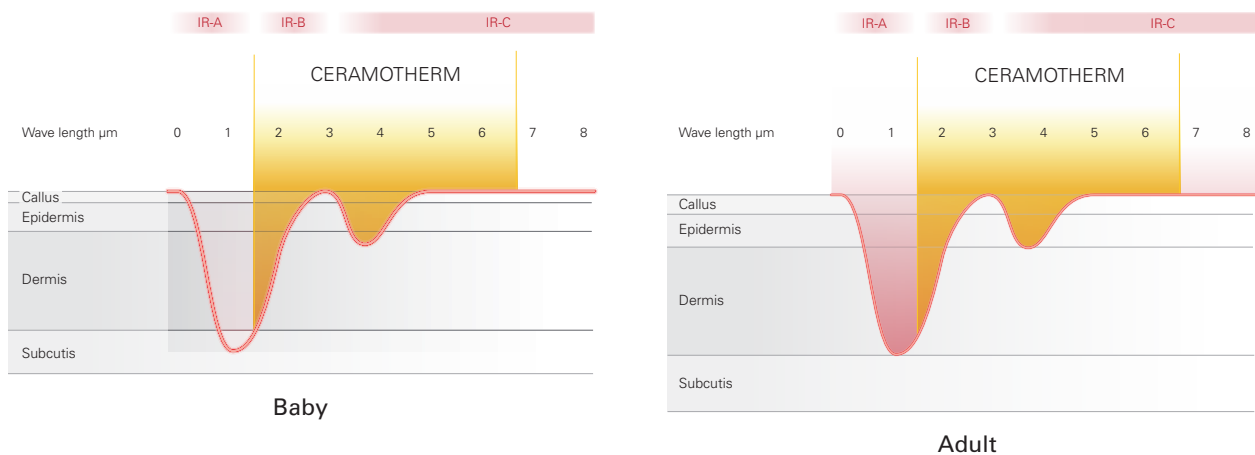 IR-A IR-B IR-C
CERAMOTHERM
Wave length µm 0 1 2 3 4 5 6 7 8
Callus
Epidermis
Dermis
Subcutis
Baby
IR-A IR-B IR-C
CERAMOTHERM
Wave length µm 0 1 2 3 4 5 6 7 8
Callus
Epidermis
Dermis
Subcutis
Adult